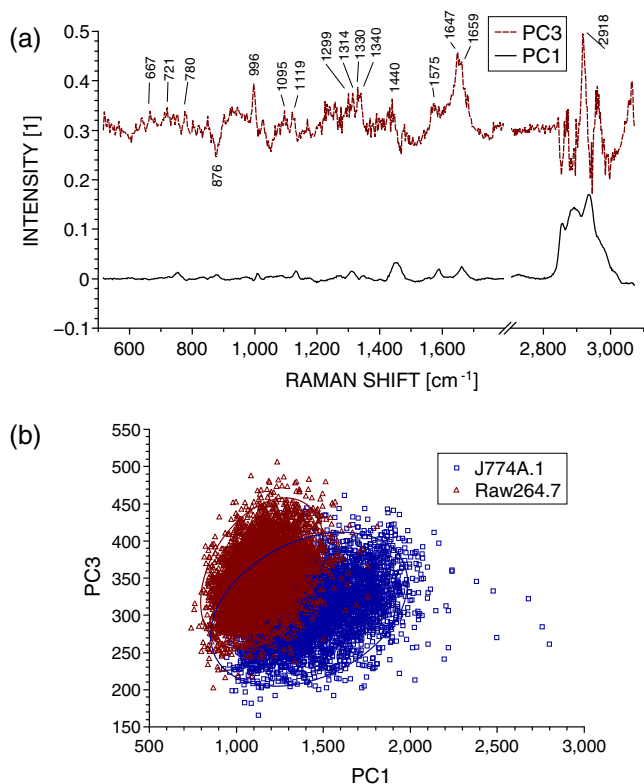 (a)
INTENSITY [1]
0.5
0.4
0.3
0.2
0.1
0
−0.1
667
721
780
876
996
1095
1119
1299
1314
1330
1340
1440
1575
1647
1659
2918
PC3
PC1
600 800 1,000 1,200 1,400 1,600 2,800 3,000
RAMAN SHIFT [cm⁻¹]
(b)
PC3
550
500
450
400
350
300
250
200
150
J774A.1
Raw264.7
500 1,000 1,500 2,000 2,500 3,000
PC1